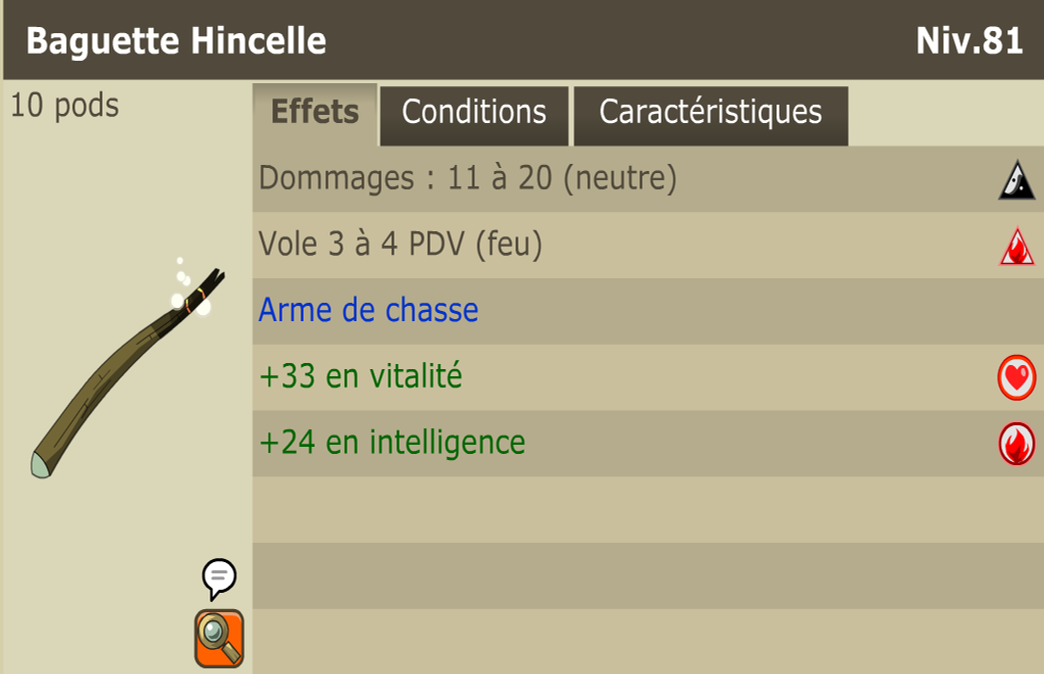 Baguette Hincelle
Niv.81
10 pods
Effets
Conditions
Caractéristiques
Dommages : 11 à 20 (neutre)
Vole 3 à 4 PDV (feu)
Arme de chasse
+33 en vitalité
+24 en intelligence